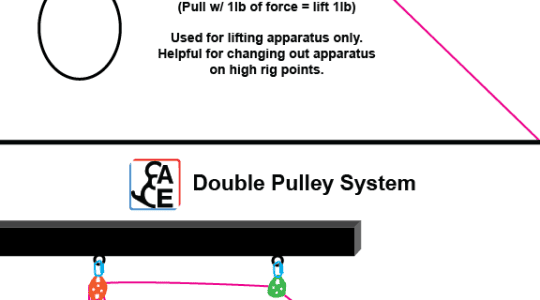 (Pull w/ 1lb of force = lift 1lb)
Used for lifting apparatus only.
Helpful for changing out apparatus
on high rig points.
Double Pulley System